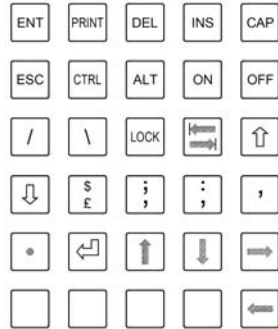 ENT PRINT DEL INS CAP
ESC CTRL ALT ON OFF
/ \ LOCK ⇧
⇩ $ ; : ,
£ ; ;
• ↵ ⬆ ⬇ ➡
⬅